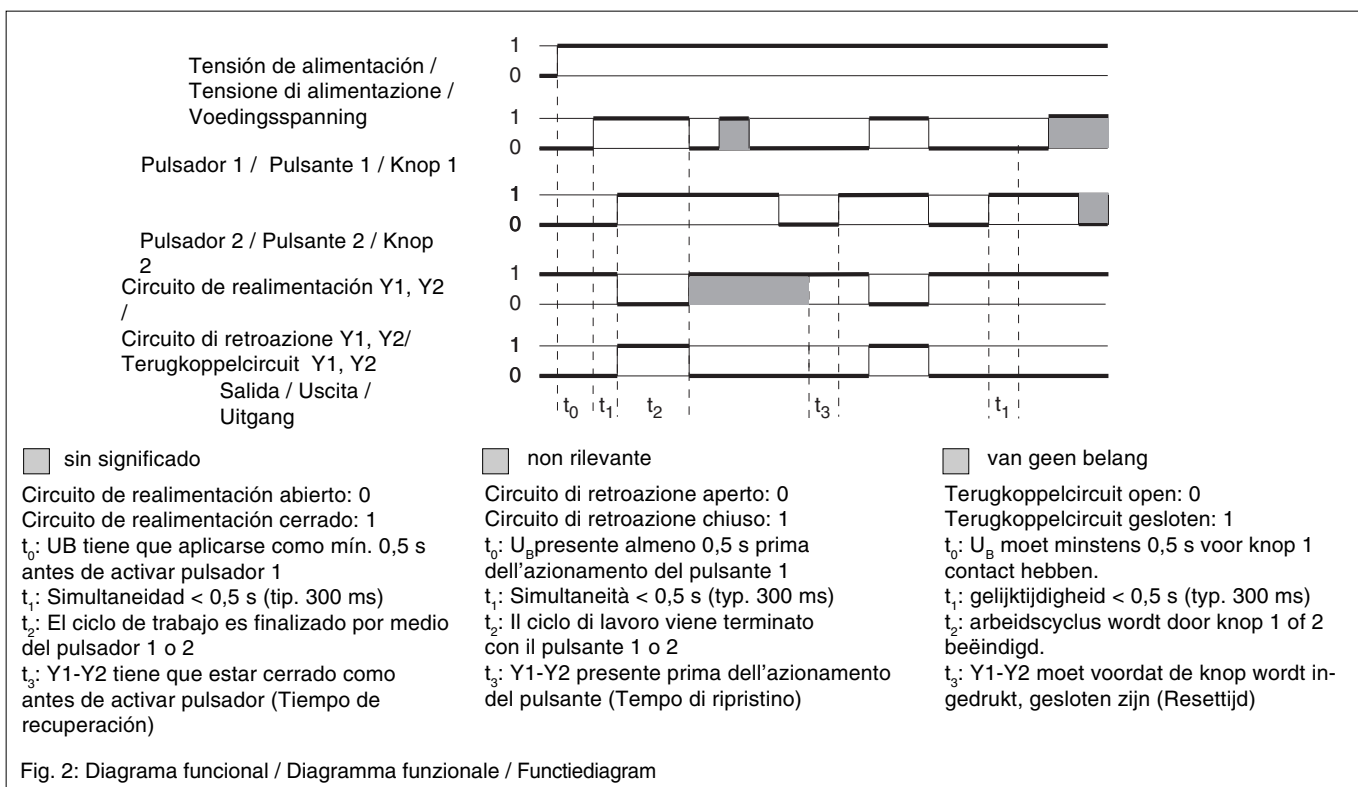 Tensión de alimentación /
Tensione di alimentazione /
Voedingsspanning
1
0
Pulsador 1 / Pulsante 1 / Knop 1
1
0
Pulsador 2 / Pulsante 2 / Knop
2
1
0
Circuito de realimentación Y1, Y2
/
Circuito di retroazione Y1, Y2/
Terugkoppelcircuit Y1, Y2
1
0
Salida / Uscita /
Uitgang
1
0
t0 t1 t2 t3 t1
sin significado
Circuito de realimentación abierto: 0
Circuito de realimentación cerrado: 1
t0: UB tiene que aplicarse como mín. 0,5 s
antes de activar pulsador 1
t1: Simultaneidad < 0,5 s (tip. 300 ms)
t2: El ciclo de trabajo es finalizado por medio
del pulsador 1 o 2
t3: Y1-Y2 tiene que estar cerrado como
antes de activar pulsador (Tiempo de
recuperación)
non rilevante
Circuito di retroazione aperto: 0
Circuito di retroazione chiuso: 1
t0: UBpresente almeno 0,5 s prima
dell'azionamento del pulsante 1
t1: Simultaneità < 0,5 s (typ. 300 ms)
t2: Il ciclo di lavoro viene terminato
con il pulsante 1 o 2
t3: Y1-Y2 presente prima dell'azionamento
del pulsante (Tempo di ripristino)
van geen belang
Terugkoppelcircuit open: 0
Terugkoppelcircuit gesloten: 1
t0: UB moet minstens 0,5 s voor knop 1
contact hebben.
t1: gelijktijdigheid < 0,5 s (typ. 300 ms)
t2: arbeidscyclus wordt door knop 1 of 2
beëindigd.
t3: Y1-Y2 moet voordat de knop wordt in-
gedrukt, gesloten zijn (Resettijd)
Fig. 2: Diagrama funcional / Diagramma funzionale / Functiediagram